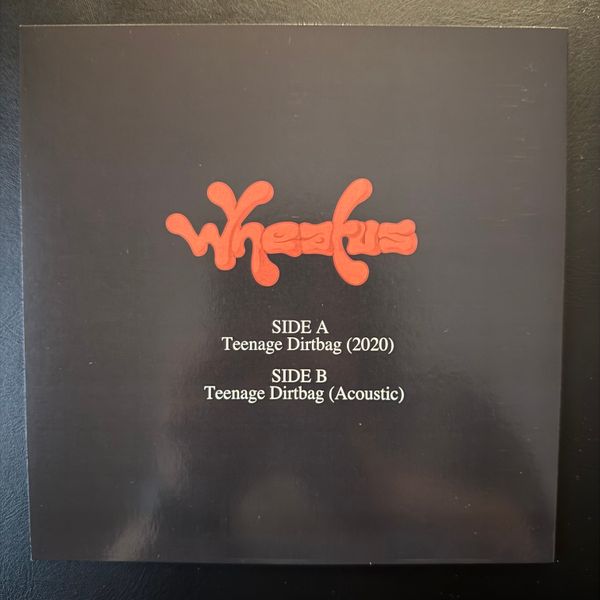 Wheatus
SIDE A
Teenage Dirtbag (2020)
SIDE B
Teenage Dirtbag (Acoustic)